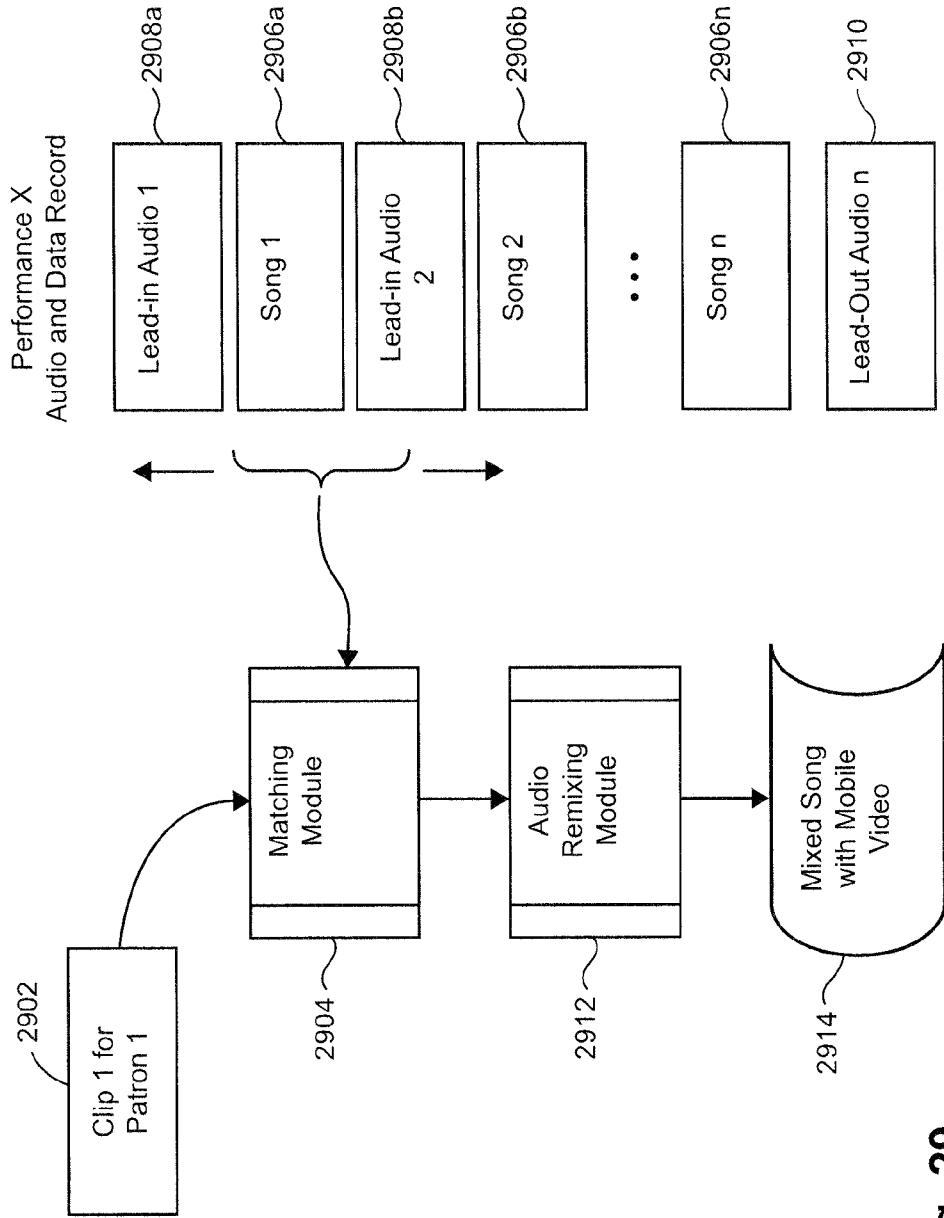 Performance X
Audio and Data Record
Lead-in Audio 1
2908a
Song 1
2906a
Lead-in Audio
2
2908b
Song 2
2906b
Song n
2906n
Lead-Out Audio n
2910
2902
Clip 1 for
Patron 1
Matching
Module
2904
Audio
Remixing
Module
2912
Mixed Song
with Mobile
Video
2914
29